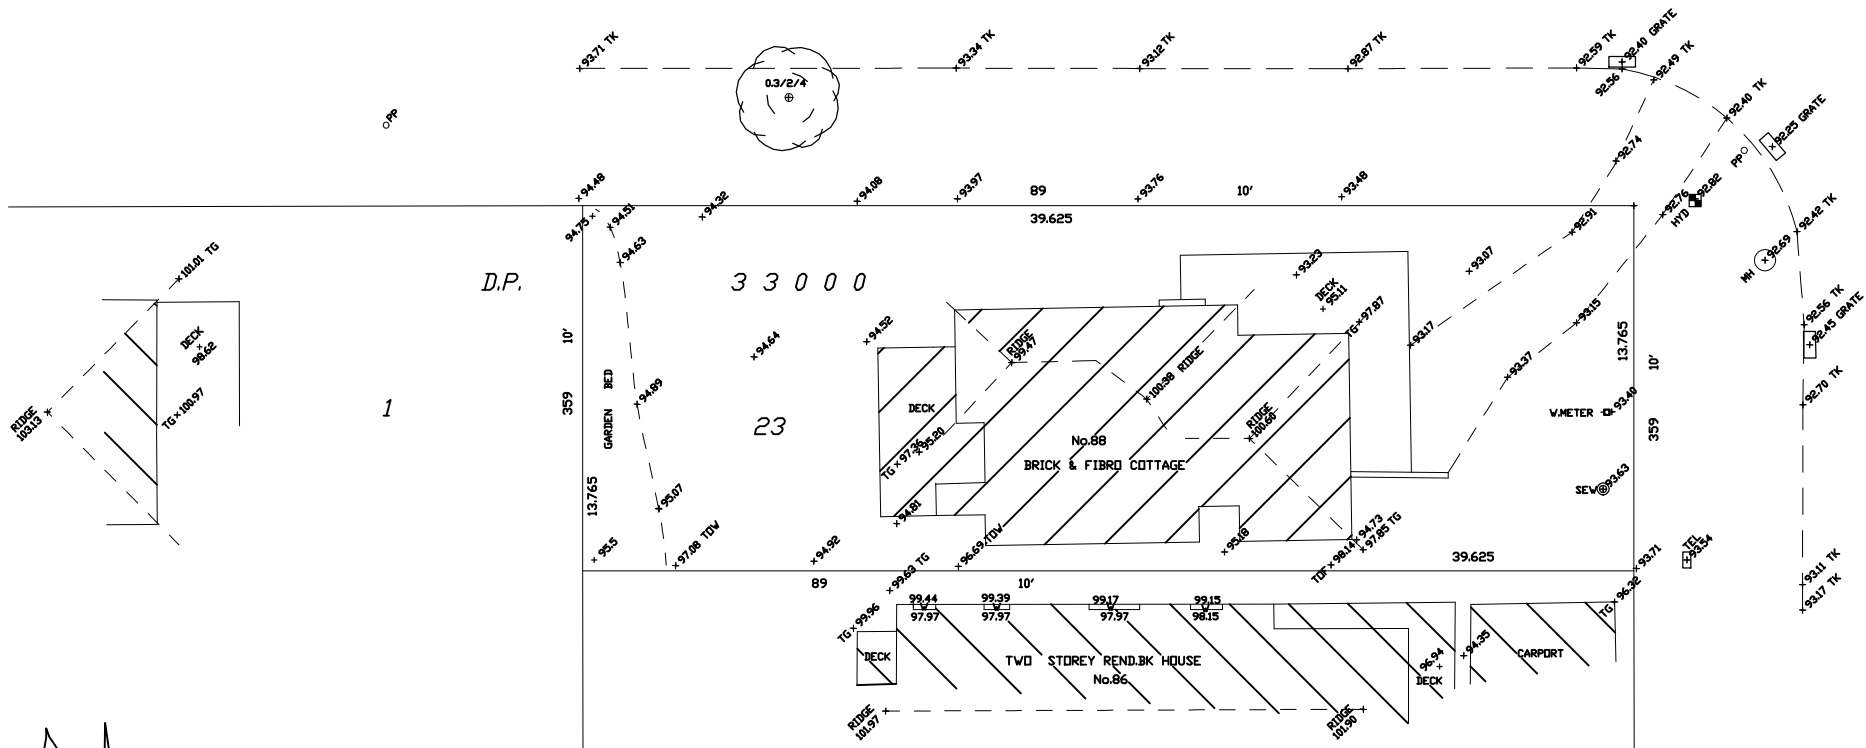 93.71 TK
93.34 TK
93.12 TK
92.87 TK
92.59 TK
92.40 GRATE
92.56
92.49 TK
0.3/2/4
PP
92.40 TK
92.25 GRATE
PP
92.74
94.48
94.51
94.75
94.32
94.08
93.97
89
10'
93.76
93.48
39.625
92.91
92.76
92.82
HYD
92.42 TK
92.69
MH
101.01 TG
94.63
D.P.
33000
93.23
93.07
DECK
95.11
DECK
98.62
10'
359
94.64
94.52
RIDGE
99.47
TG 97.87
93.17
93.15
92.56 TK
92.45 GRATE
13.765
10'
359
RIDGE
100.38
93.37
RIDGE
103.13
TG 100.97
1
GARDEN BED
94.89
23
DECK
TG 97.36
95.20
RIDGE
100.60
No.88
BRICK & FIBRO COTTAGE
W.METER
93.40
92.70 TK
13.765
95.07
94.81
SEW
93.63
95.5
97.08 TOW
94.92
96.69 TOW
95.18
94.73
97.85 TG
TOF 98.14
39.625
93.71
TEL
93.54
99.63 TG
89
10'
93.11 TK
93.17 TK
TG 96.32
TG 99.96
99.44
W
97.97
99.39
W
97.97
99.17
W
97.97
99.15
W
98.15
DECK
TWO STOREY REND.BK HOUSE
No.86
96.94
DECK
94.35
CARPORT
RIDGE
101.97
RIDGE
101.90